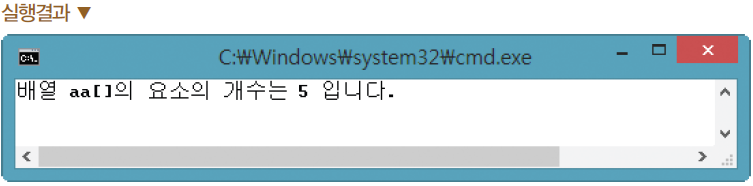 실행결과 ▼
C:\Windows\system32\cmd.exe
배열 aa[]의 요소의 개수는 5 입니다.